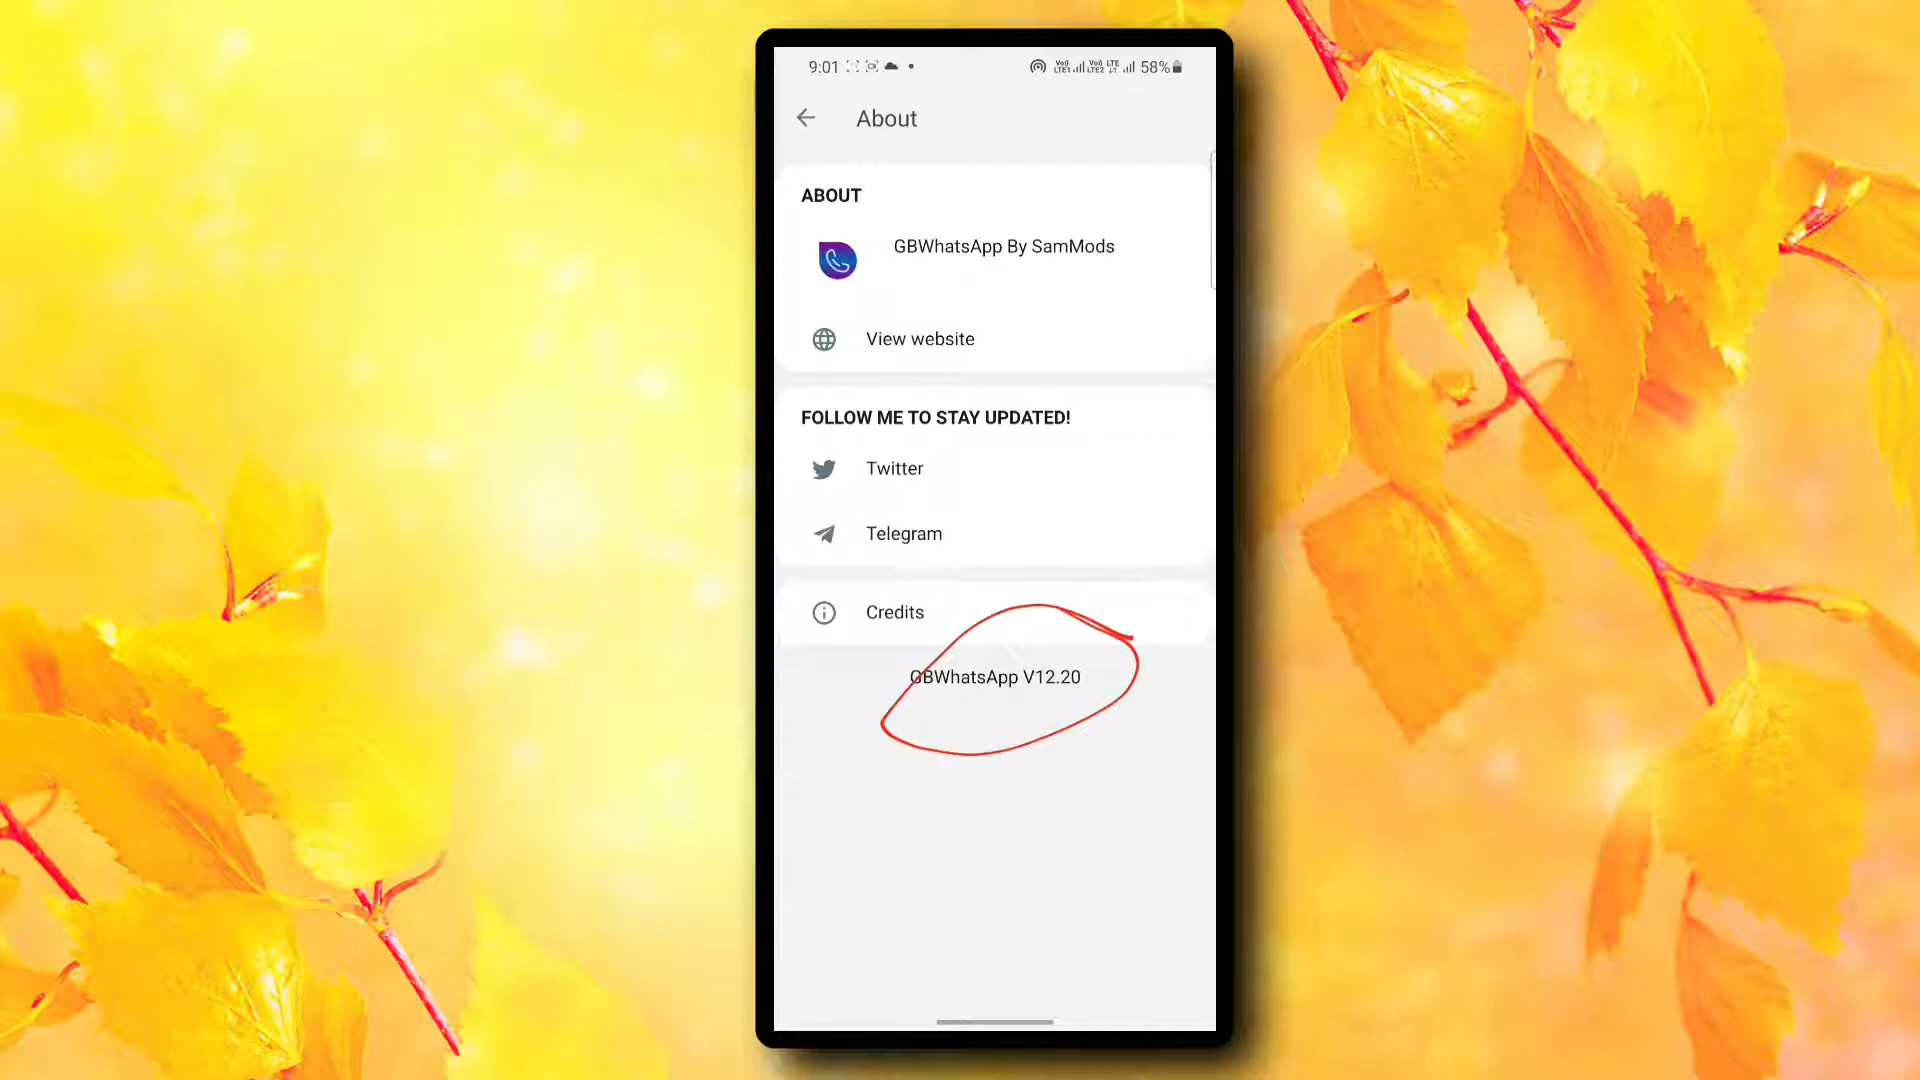 9:01 58%
About
ABOUT
GBWhatsApp By SamMods
View website
FOLLOW ME TO STAY UPDATED!
Twitter
Telegram
Credits
GBWhatsApp V12.20